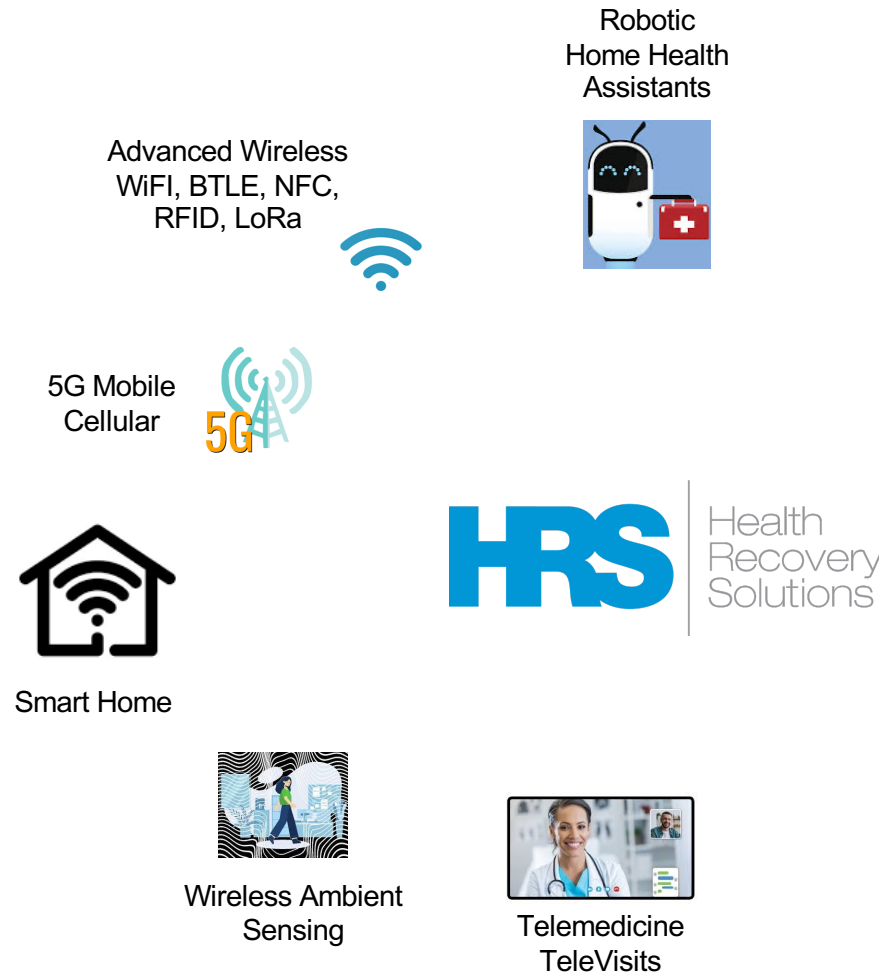 Robotic
Home Health
Assistants
Advanced Wireless
WiFI, BTLE, NFC,
RFID, LoRa
5G Mobile
Cellular
5G
HRS
Health
Recovery
Solutions
Smart Home
Wireless Ambient
Sensing
Telemedicine
TeleVisits